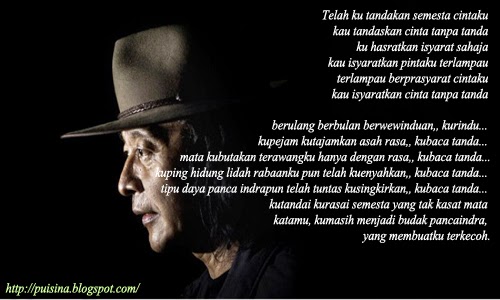 Telah ku tandakan semesta cintaku
kau tandaskan cinta tanpa tanda
ku hasratkan isyarat sahaja
kau isyaratkan pintaku terlampau
terlampau berprasyarat cintaku
kau isyaratkan cinta tanpa tanda
berulang berbulan berwewinduan,, kurindu...
kupejam kutajamkan asah rasa,, kubaca tanda...
mata kubutakan terawangku hanya dengan rasa,, kubaca tanda...
kuping hidung lidah rabaanku pun telah kuenyahkan,, kubaca tanda...
tipu daya panca indrapun telah tuntas kusingkirkan,, kubaca tanda...
kutandai kurasai semesta yang tak kasat mata
katamu, kumasih menjadi budak pancaindra,
yang membuatku terkecoh.
http://puisina.blogspot.com/